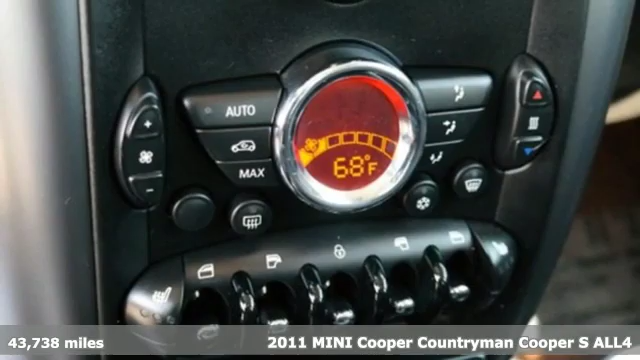 AUTO
MAX
68°F
43,738 miles
2011 MINI Cooper Countryman Cooper S ALL4